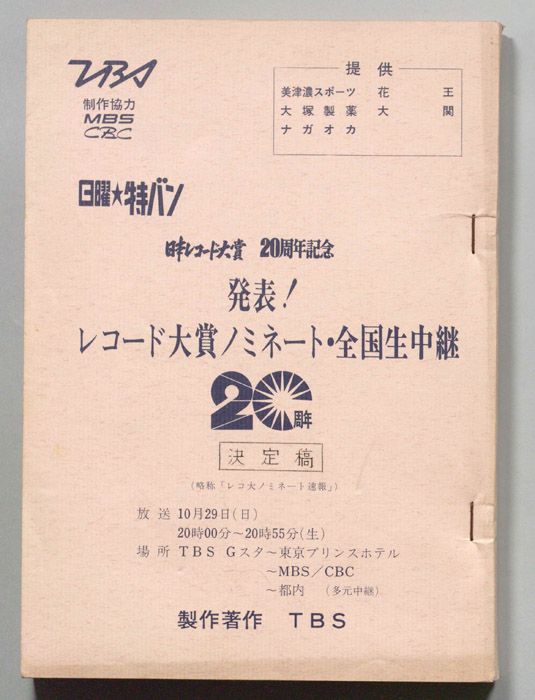 TBS
制作協力
MBS
CBC
提供
美津濃スポーツ 花王
大塚製薬 大関
ナガオカ
日曜★特バン
日本レコード大賞 20周年記念
発表!
レコード大賞ノミネート・全国生中継
20周年
決定稿
(略称「レコ大ノミネート速報」)
放送 10月29日(日)
20時00分~20時55分(生)
場所 TBS Gスタ~東京プリンスホテル
~MBS/CBC
~都内 (多元中継)
製作著作 TBS